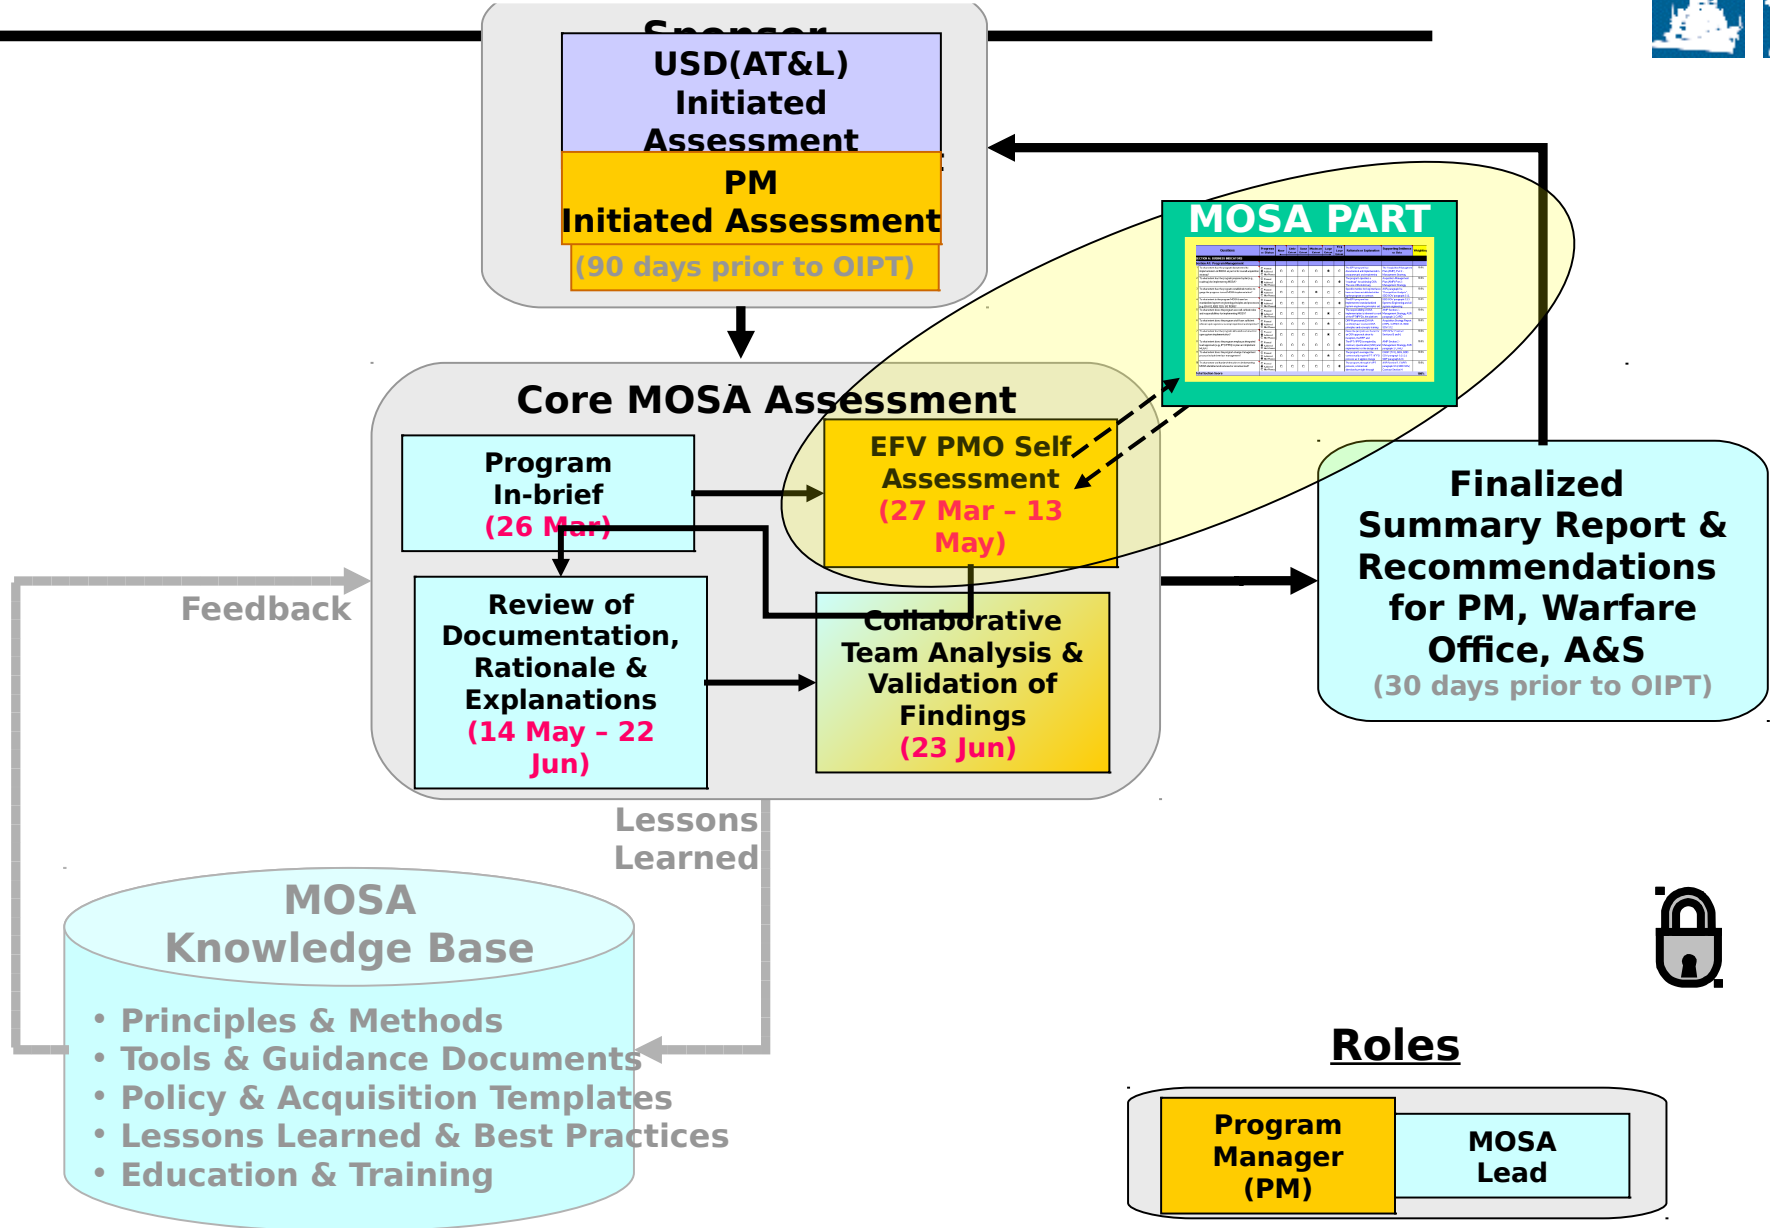 Sponsor
USD(AT&L)
Initiated
Assessment
PM
Initiated Assessment
(90 days prior to OIPT)
MOSA PART
Core MOSA Assessment
Program
In-brief
(26 Mar)
EFV PMO Self
Assessment
(27 Mar – 13
May)
Review of
Documentation,
Rationale &
Explanations
(14 May – 22
Jun)
Collaborative
Team Analysis &
Validation of
Findings
(23 Jun)
Finalized
Summary Report &
Recommendations
for PM, Warfare
Office, A&S
(30 days prior to OIPT)
Feedback
Lessons
Learned
MOSA
Knowledge Base
• Principles & Methods
• Tools & Guidance Documents
• Policy & Acquisition Templates
• Lessons Learned & Best Practices
• Education & Training
Roles
Program
Manager
(PM)
MOSA
Lead